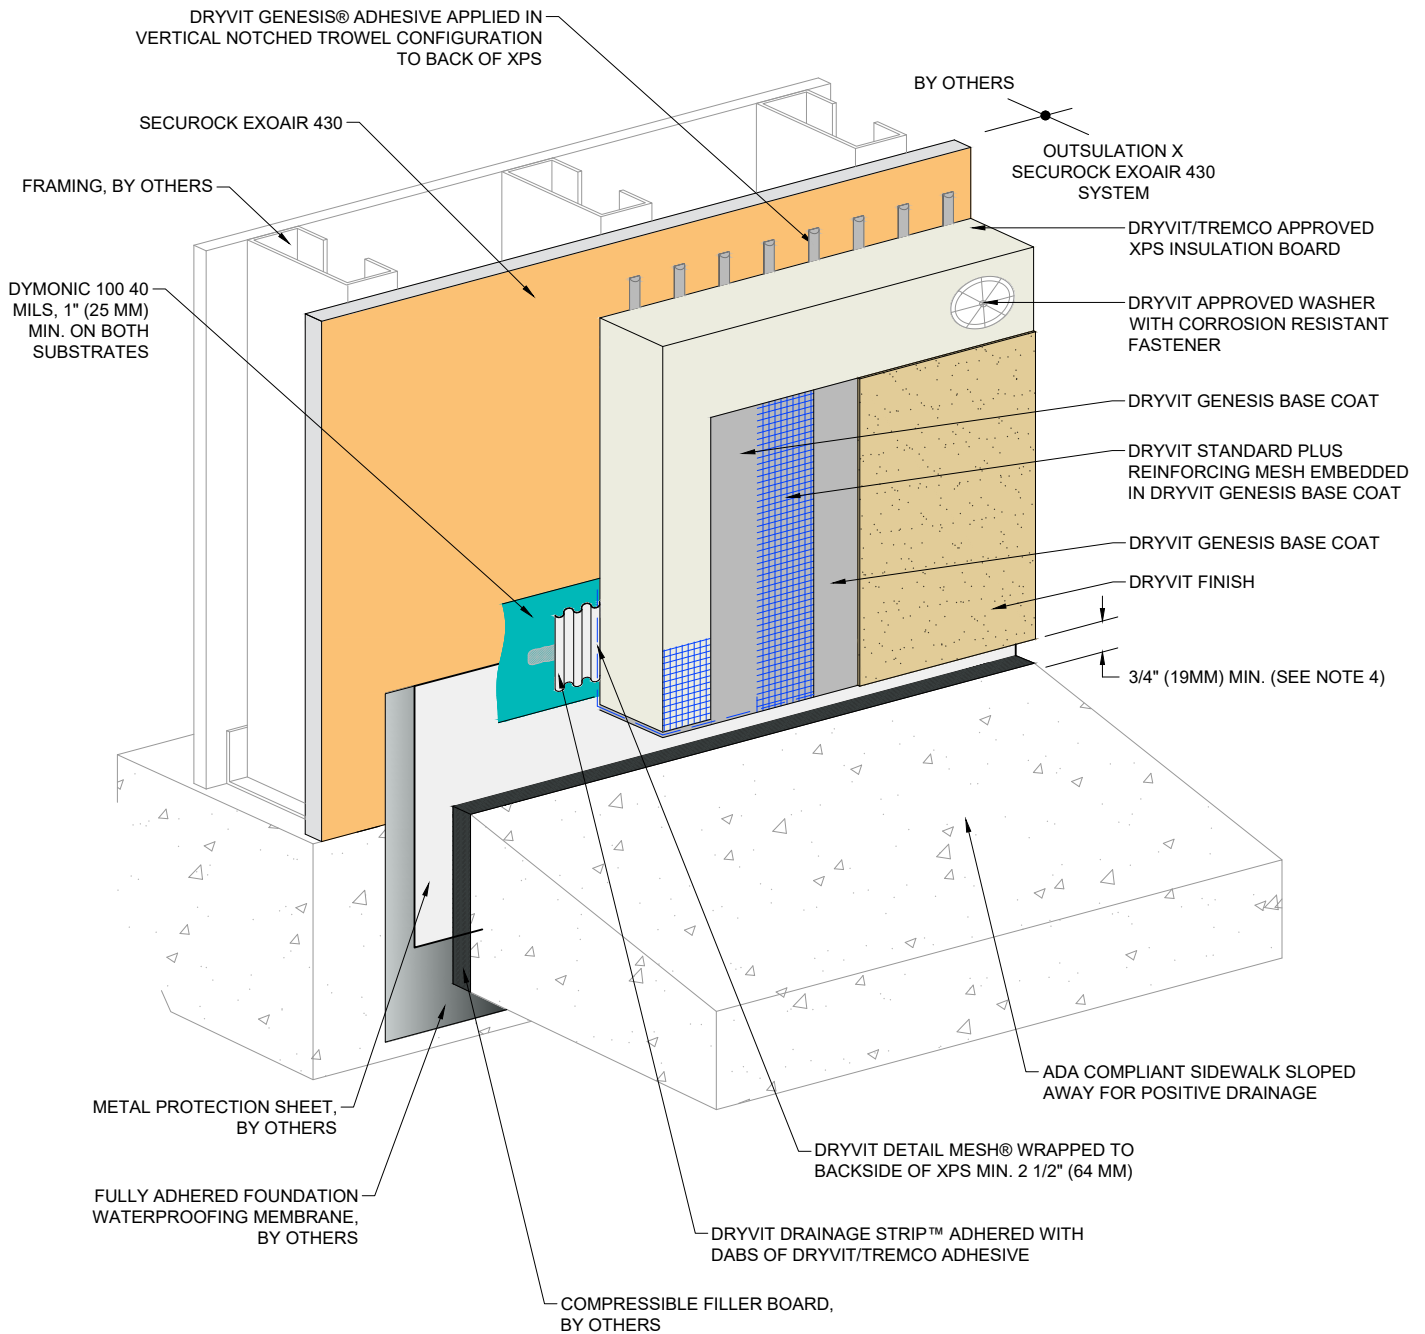 DRYVIT GENESIS® ADHESIVE APPLIED IN
VERTICAL NOTCHED TROWEL CONFIGURATION
TO BACK OF XPS
BY OTHERS
SECUROCK EXOAIR 430
OUTSULATION X
SECUROCK EXOAIR 430
SYSTEM
FRAMING, BY OTHERS
DRYVIT/TREMCO APPROVED
XPS INSULATION BOARD
DYMONIC 100 40
MILS, 1" (25 MM)
MIN. ON BOTH
SUBSTRATES
DRYVIT APPROVED WASHER
WITH CORROSION RESISTANT
FASTENER
DRYVIT GENESIS BASE COAT
DRYVIT STANDARD PLUS
REINFORCING MESH EMBEDDED
IN DRYVIT GENESIS BASE COAT
DRYVIT GENESIS BASE COAT
DRYVIT FINISH
3/4" (19MM) MIN. (SEE NOTE 4)
ADA COMPLIANT SIDEWALK SLOPED
AWAY FOR POSITIVE DRAINAGE
METAL PROTECTION SHEET,
BY OTHERS
DRYVIT DETAIL MESH® WRAPPED TO
BACKSIDE OF XPS MIN. 2 1/2" (64 MM)
FULLY ADHERED FOUNDATION
WATERPROOFING MEMBRANE,
BY OTHERS
DRYVIT DRAINAGE STRIP™ ADHERED WITH
DABS OF DRYVIT/TREMCO ADHESIVE
COMPRESSIBLE FILLER BOARD,
BY OTHERS